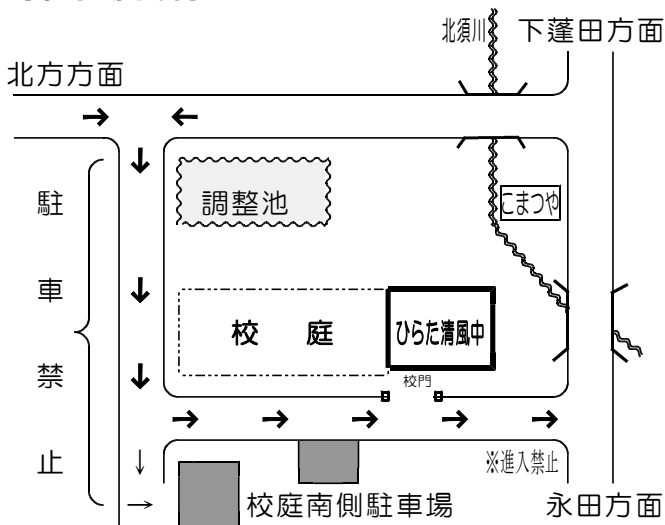 北須川
下蓬田方面
北方方面
調整池
こまつや
駐車禁止
校庭
ひらた清風中
校門
※進入禁止
校庭南側駐車場
永田方面